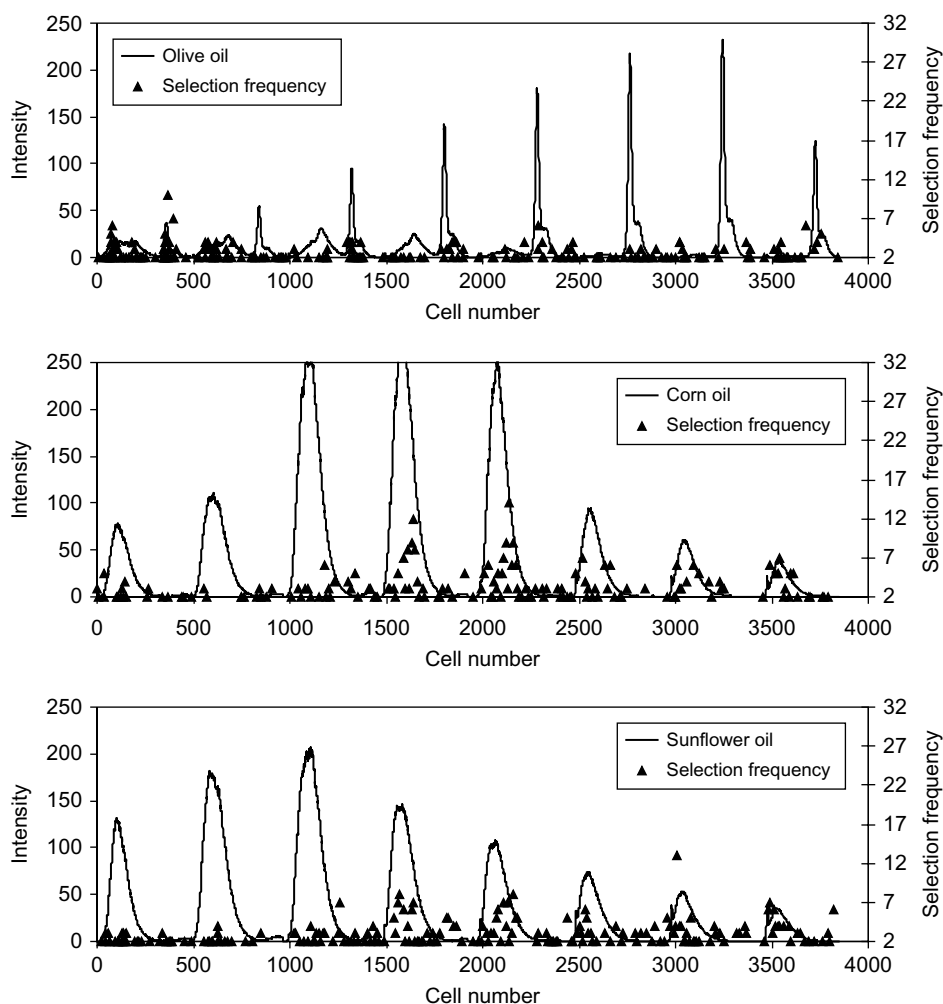 250
200
150
100
50
0
Intensity
Olive oil
Selection frequency
32
27
22
17
12
7
2
Selection frequency
0 500 1000 1500 2000 2500 3000 3500 4000
Cell number
250
200
150
100
50
0
Intensity
Corn oil
Selection frequency
32
27
22
17
12
7
2
Selection frequency
0 500 1000 1500 2000 2500 3000 3500 4000
Cell number
250
200
150
100
50
0
Intensity
Sunflower oil
Selection frequency
32
27
22
17
12
7
2
Selection frequency
0 500 1000 1500 2000 2500 3000 3500 4000
Cell number